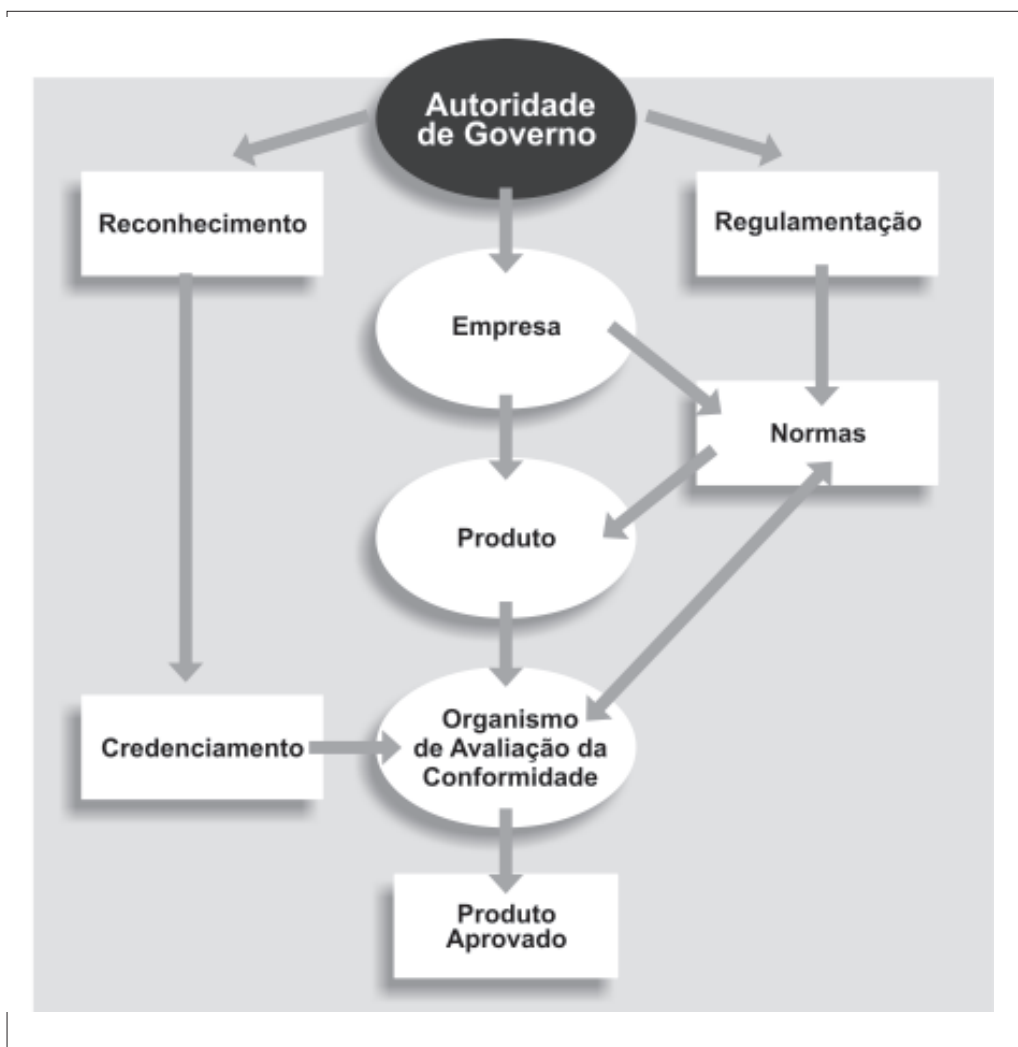 Autoridade
de Governo
Reconhecimento
Regulamentação
Empresa
Normas
Produto
Credenciamento
Organismo
de Avaliação da
Conformidade
Produto
Aprovado